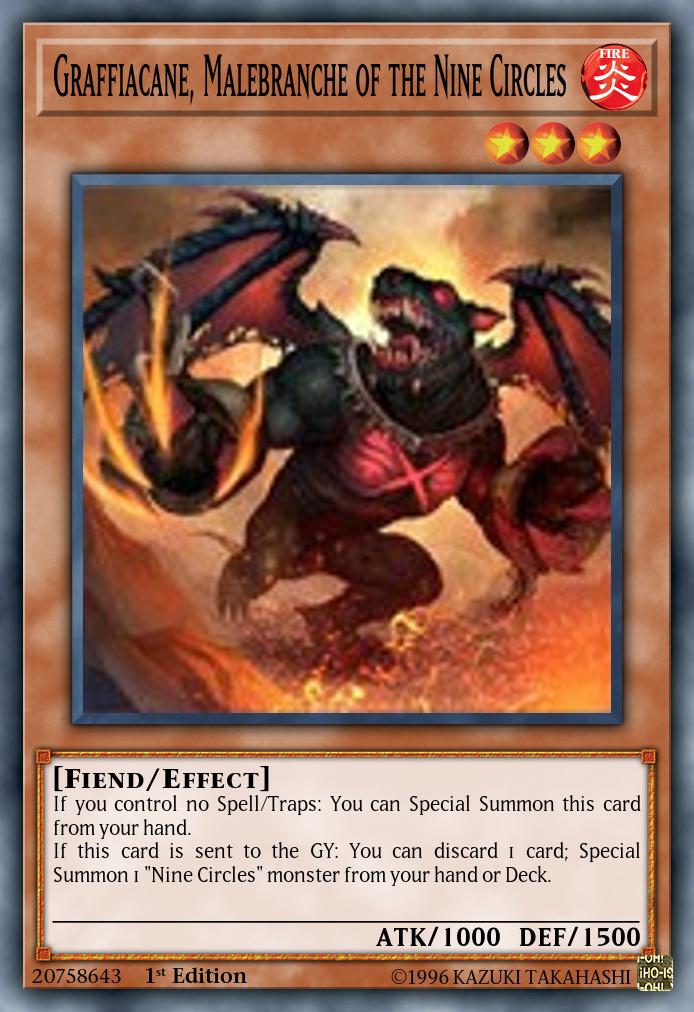 Graffiacane, Malebranche of the Nine Circles
FIRE
炎
[Fiend/Effect]
If you control no Spell/Traps: You can Special Summon this card
from your hand.
If this card is sent to the GY: You can discard 1 card; Special
Summon 1 "Nine Circles" monster from your hand or Deck.
ATK/1000 DEF/1500
20758643 1st Edition ©1996 KAZUKI TAKAHASHI